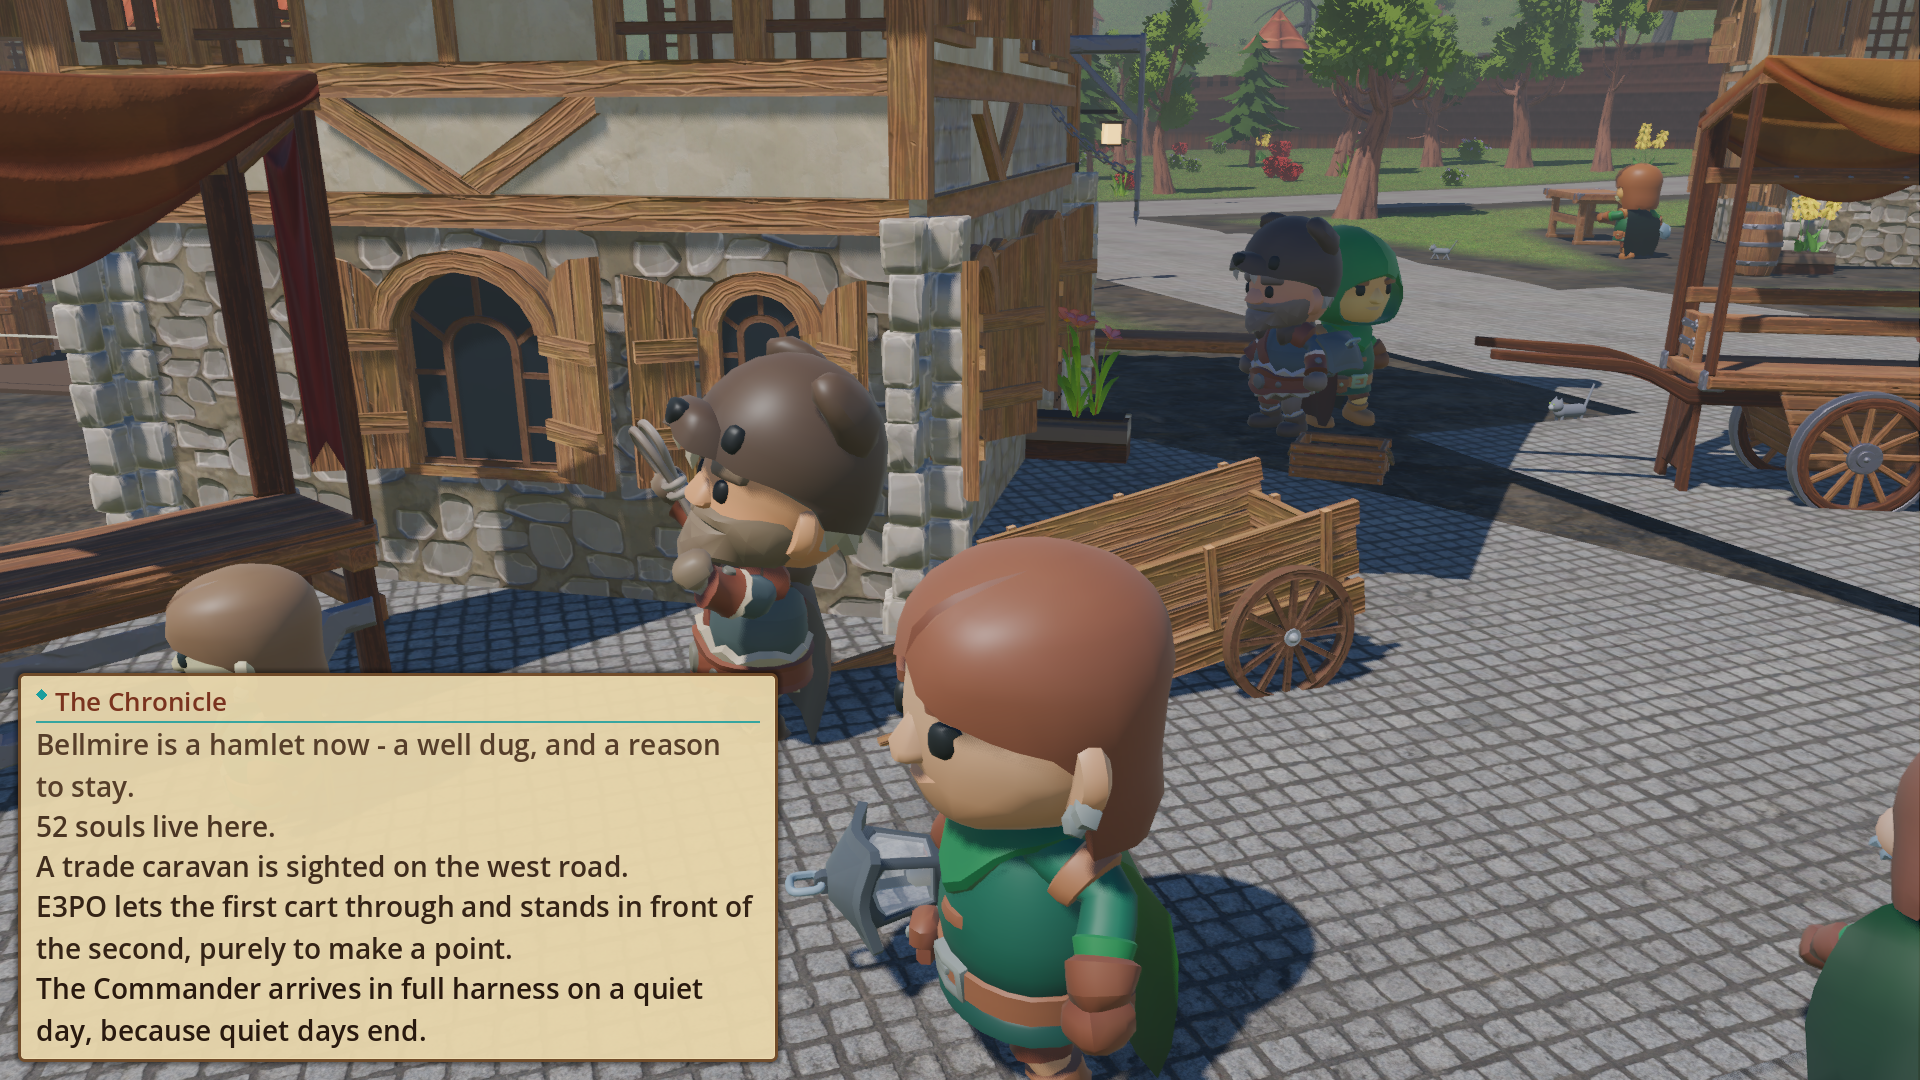 The Chronicle
Bellmire is a hamlet now - a well dug, and a reason
to stay.
52 souls live here.
A trade caravan is sighted on the west road.
E3PO lets the first cart through and stands in front of
the second, purely to make a point.
The Commander arrives in full harness on a quiet
day, because quiet days end.